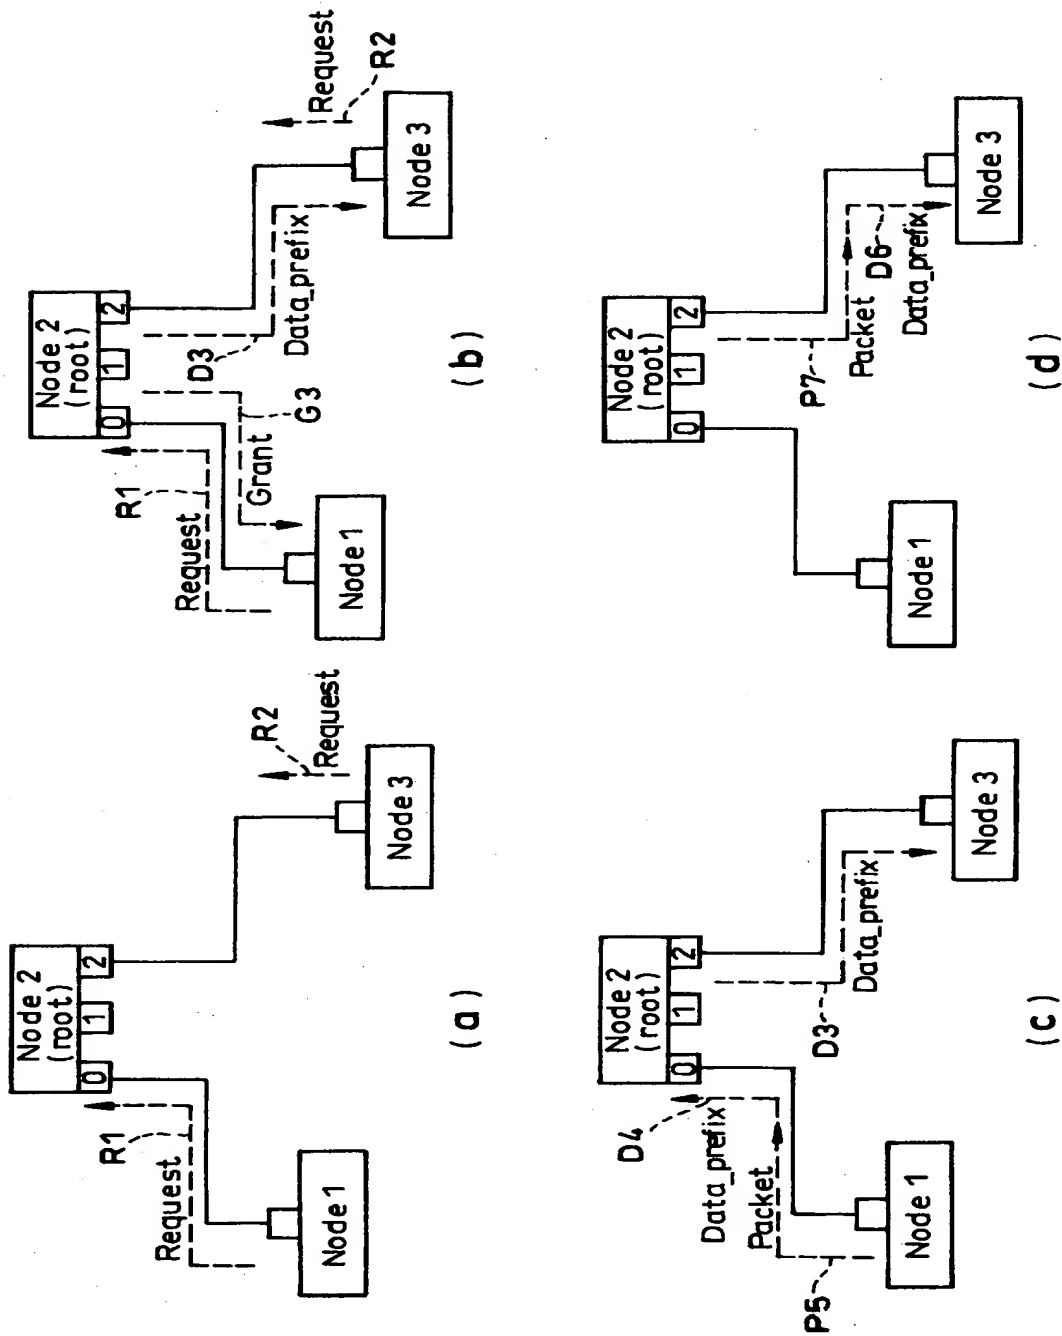 Node 2
(root)
0
1
2
R1
Request
R2
Request
Node 1
Node 3
(a)
Node 2
(root)
0
1
2
R1
Request
Grant
G3
D3
Data_prefix
Request
R2
Node 1
Node 3
(b)
Node 2
(root)
0
1
2
D4
Data_prefix
Packet
P5
D3
Data_prefix
Node 1
Node 3
(c)
Node 2
(root)
0
1
2
P7
Packet
D6
Data_prefix
Node 1
Node 3
(d)